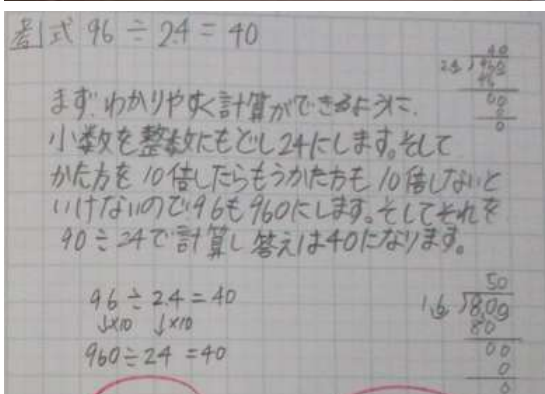 式 96÷2.4=40
40
2.4)960
96
00
0
0
まず、わかりやすく計算ができるように、
小数を整数にもどし24にします。そして
かた方を10倍したらもうかた方も10倍しないと
いけないので96も960にします。そしてそれを
90÷24で計算し答えは40になります。
96÷2.4=40
↓×10 ↓×10
960÷24=40
50
1.6)8.00
80
00
0
0